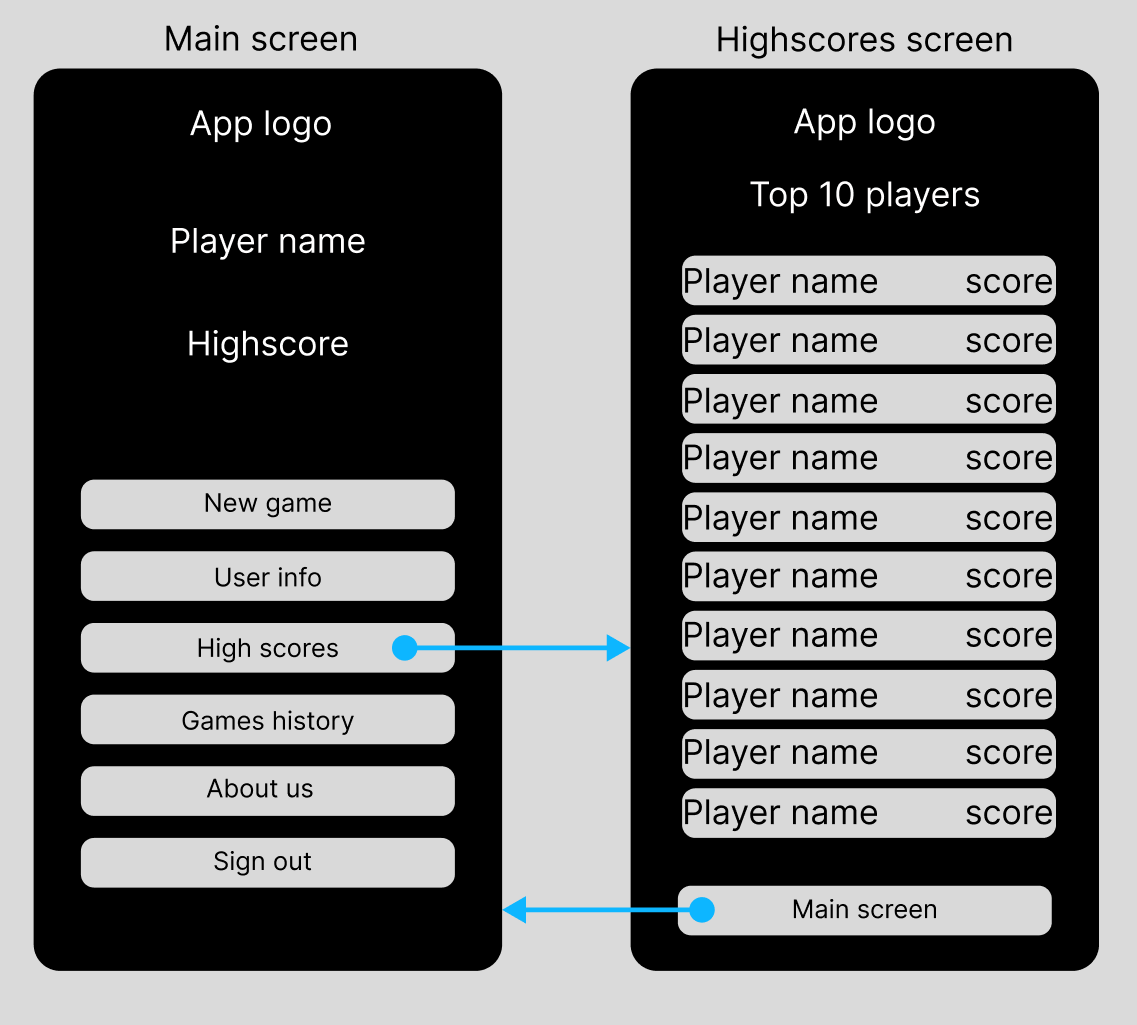 Main screen
App logo
Player name
Highscore
New game
User info
High scores
Games history
About us
Sign out
Highscores screen
App logo
Top 10 players
Player name score
Player name score
Player name score
Player name score
Player name score
Player name score
Player name score
Player name score
Player name score
Player name score
Main screen